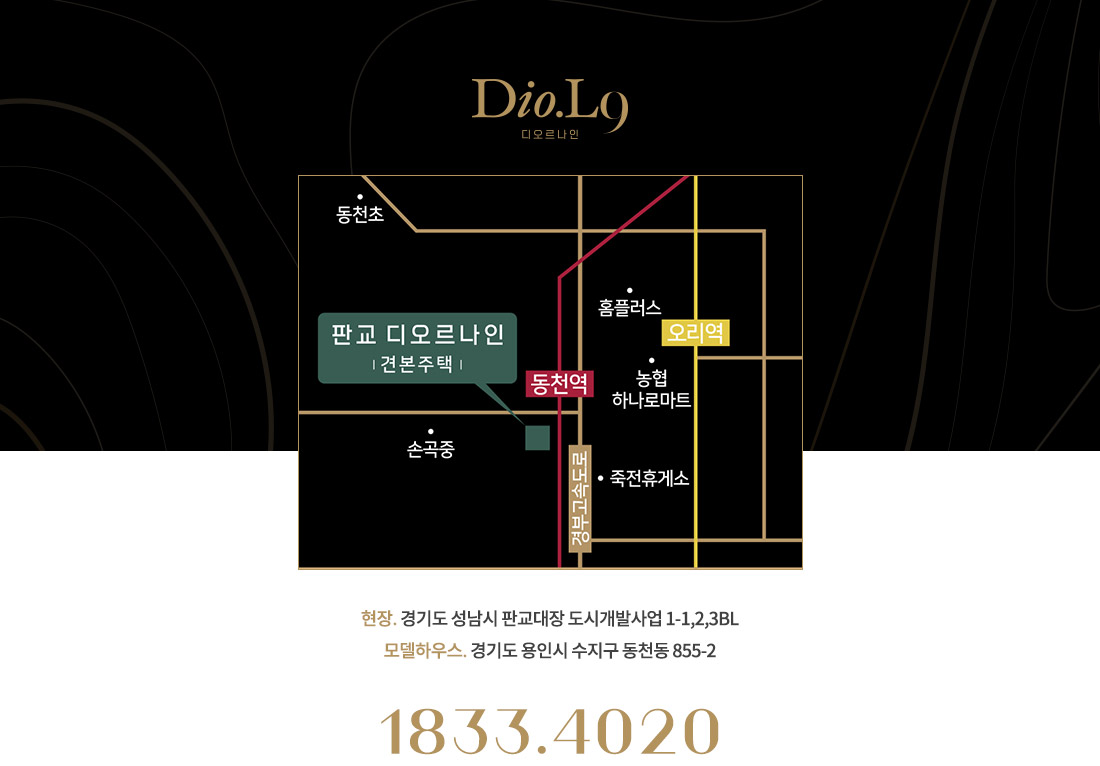 Dio.L9
디오르나인
동천초
홈플러스
오리역
판교 디오르나인
견본주택
동천역
농협
하나로마트
손곡중
경부고속도로
죽전휴게소
현장. 경기도 성남시 판교대장 도시개발사업 1-1,2,3BL
모델하우스. 경기도 용인시 수지구 동천동 855-2
1833.4020